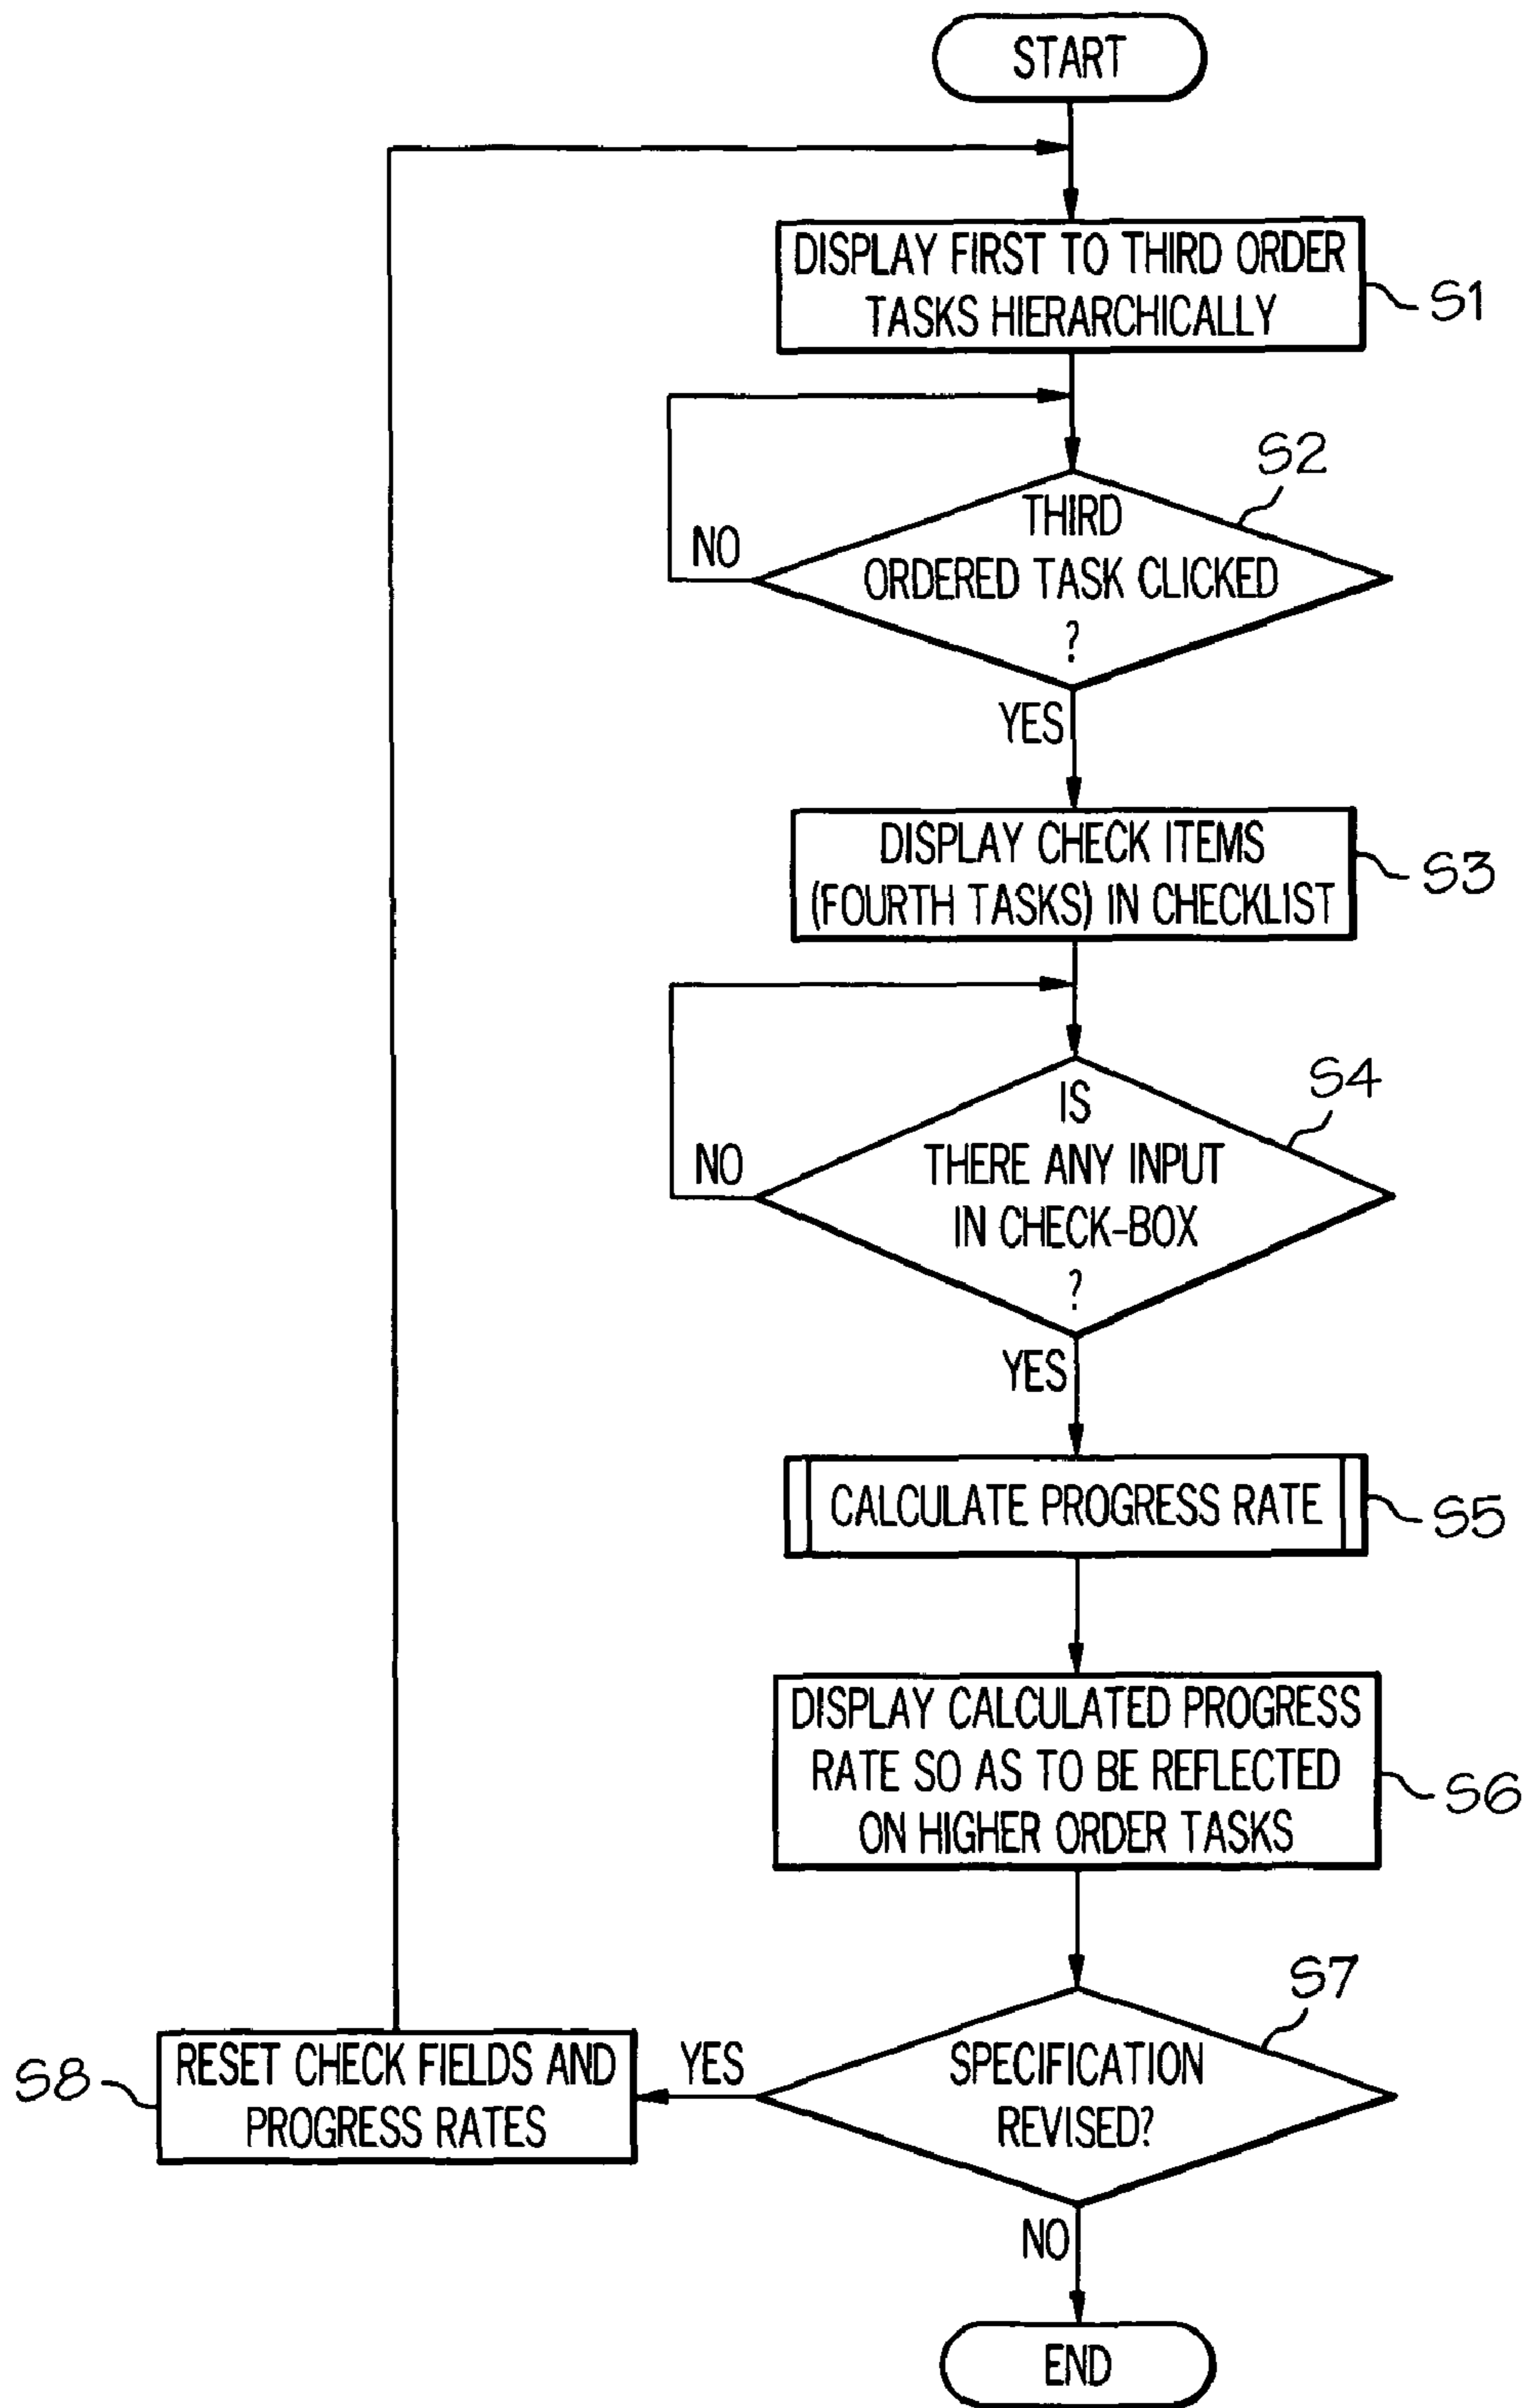 START
DISPLAY FIRST TO THIRD ORDER
TASKS HIERARCHICALLY
S1
S2
THIRD
ORDERED TASK CLICKED
?
NO
YES
DISPLAY CHECK ITEMS
(FOURTH TASKS) IN CHECKLIST
S3
S4
IS
THERE ANY INPUT
IN CHECK-BOX
?
NO
YES
CALCULATE PROGRESS RATE
S5
DISPLAY CALCULATED PROGRESS
RATE SO AS TO BE REFLECTED
ON HIGHER ORDER TASKS
S6
S7
SPECIFICATION
REVISED?
YES
RESET CHECK FIELDS AND
PROGRESS RATES
S8
NO
END